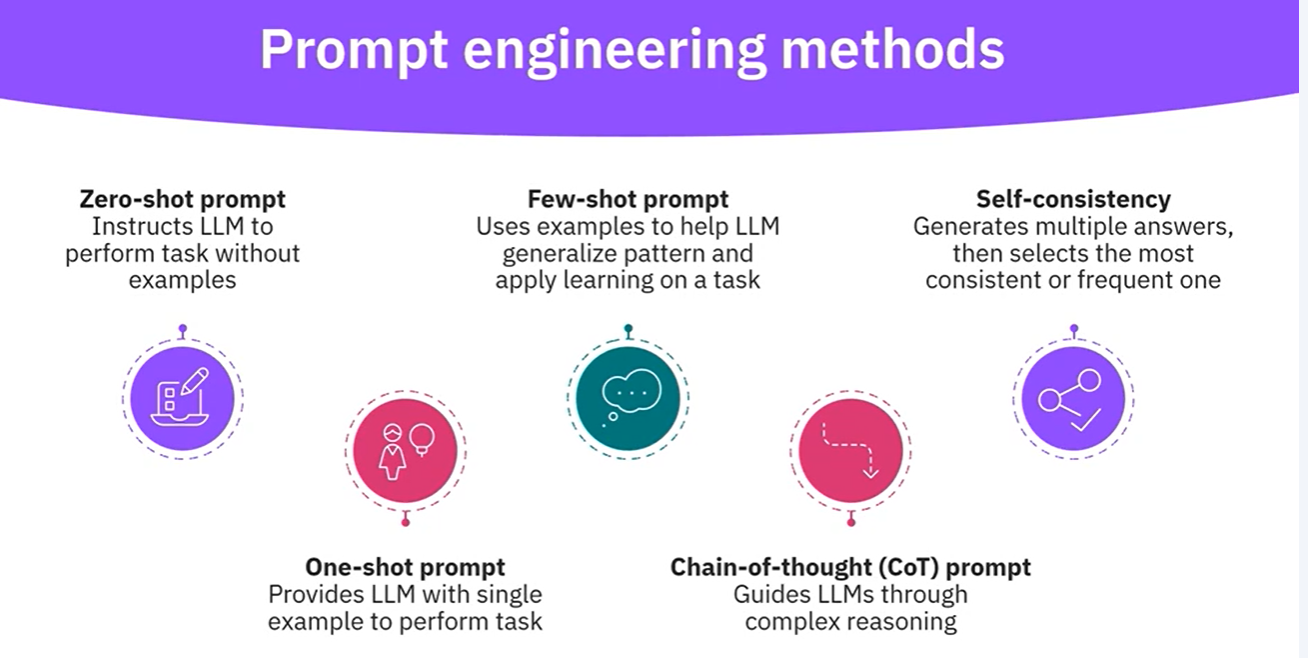 Prompt engineering methods
Zero-shot prompt
Instructs LLM to
perform task without
examples
One-shot prompt
Provides LLM with single
example to perform task
Few-shot prompt
Uses examples to help LLM
generalize pattern and
apply learning on a task
Chain-of-thought (CoT) prompt
Guides LLMs through
complex reasoning
Self-consistency
Generates multiple answers,
then selects the most
consistent or frequent one